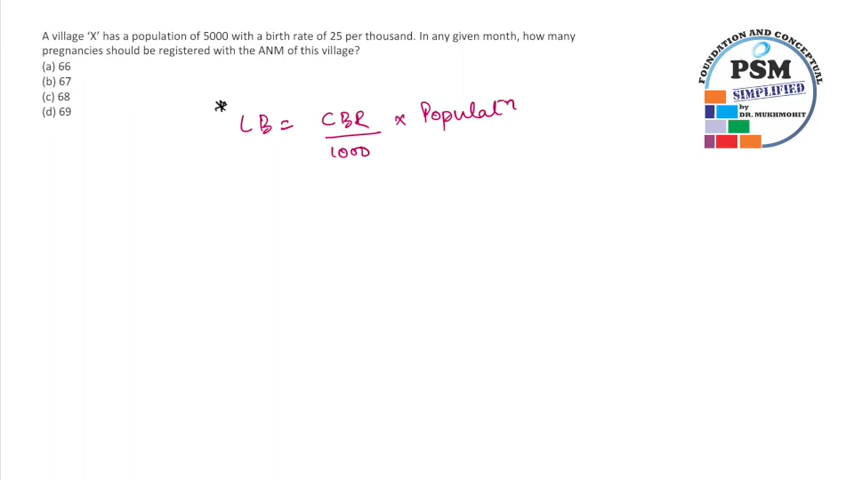 A village ‘X’ has a population of 5000 with a birth rate of 25 per thousand. In any given month, how many
pregnancies should be registered with the ANM of this village?
(a) 66
(b) 67
(c) 68
(d) 69
* LB = CBR / 1000 × Populatn
FOUNDATION AND CONCEPTUAL
PSM
SIMPLIFIED
by
DR. MUKHMOHIT